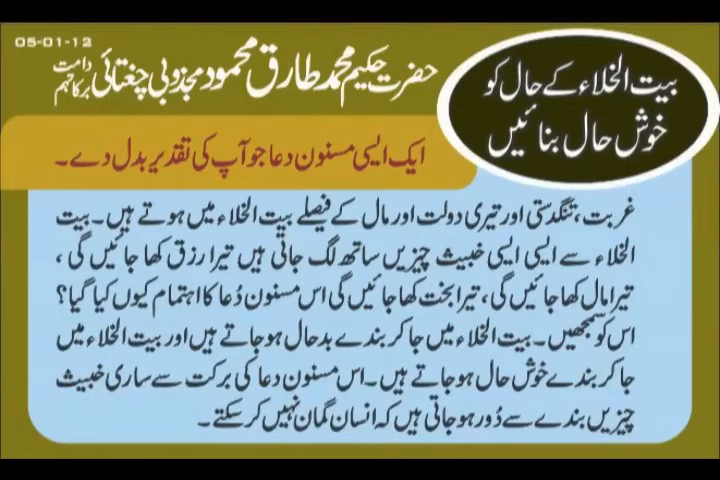 05-01-12
حضرت حکیم محمد طارق محمود مجذوبی چغتائی دامت برکاتہم
بیت الخلاء کے حال کو
خوش حال بنائیں
ایک ایسی مسنون دعا جو آپ کی تقدیر بدل دے۔
غربت، تنگدستی اور تیری دولت اور مال کے فیصلے بیت الخلاء میں ہوتے ہیں۔ بیت
الخلاء سے ایسی ایسی خبیث چیزیں ساتھ لگ جاتی ہیں تیرا رزق کھا جائیں گی،
تیرا مال کھا جائیں گی، تیرا بخت کھا جائیں گی اس مسنون دُعا کا اہتمام کیوں کیا گیا؟
اس کو سمجھیں۔ بیت الخلاء میں جا کر بندے بدحال ہو جاتے ہیں اور بیت الخلاء میں
جا کر بندے خوش حال ہو جاتے ہیں۔ اس مسنون دعا کی برکت سے ساری خبیث
چیزیں بندے سے دُور ہو جاتی ہیں کہ انسان گمان نہیں کر سکتے۔